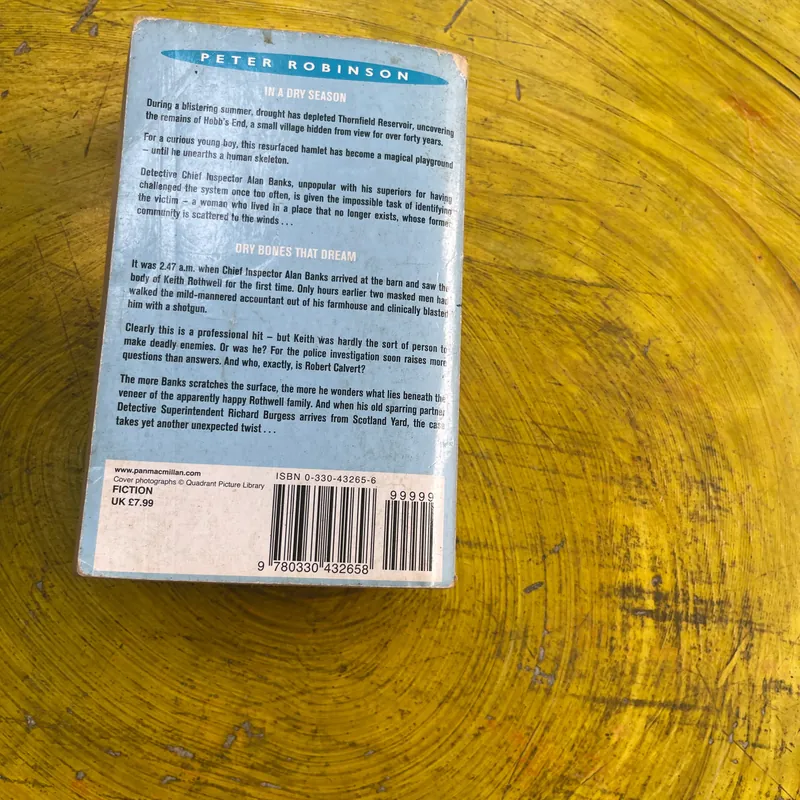 PETER ROBINSON
IN A DRY SEASON
During a blistering summer, drought has depleted Thornfield Reservoir, uncovering
the remains of Hobb's End, a small village hidden from view for over forty years.
For a curious young boy, this resurfaced hamlet has become a magical playground
– until he unearths a human skeleton.
Detective Chief Inspector Alan Banks, unpopular with his superiors for having
challenged the system once too often, is given the impossible task of identifying
the victim – a woman who lived in a place that no longer exists, whose former
community is scattered to the winds . . .
DRY BONES THAT DREAM
It was 2.47 a.m. when Chief Inspector Alan Banks arrived at the barn and saw the
body of Keith Rothwell for the first time. Only hours earlier two masked men had
walked the mild-mannered accountant out of his farmhouse and clinically blasted
him with a shotgun.
Clearly this is a professional hit – but Keith was hardly the sort of person to
make deadly enemies. Or was he? For the police investigation soon raises more
questions than answers. And who, exactly, is Robert Calvert?
The more Banks scratches the surface, the more he wonders what lies beneath the
veneer of the apparently happy Rothwell family. And when his old sparring partner
Detective Superintendent Richard Burgess arrives from Scotland Yard, the case
takes yet another unexpected twist . . .
www.panmacmillan.com
Cover photographs © Quadrant Picture Library
FICTION
UK £7.99
ISBN 0-330-43265-6
99999
9 780330 432658